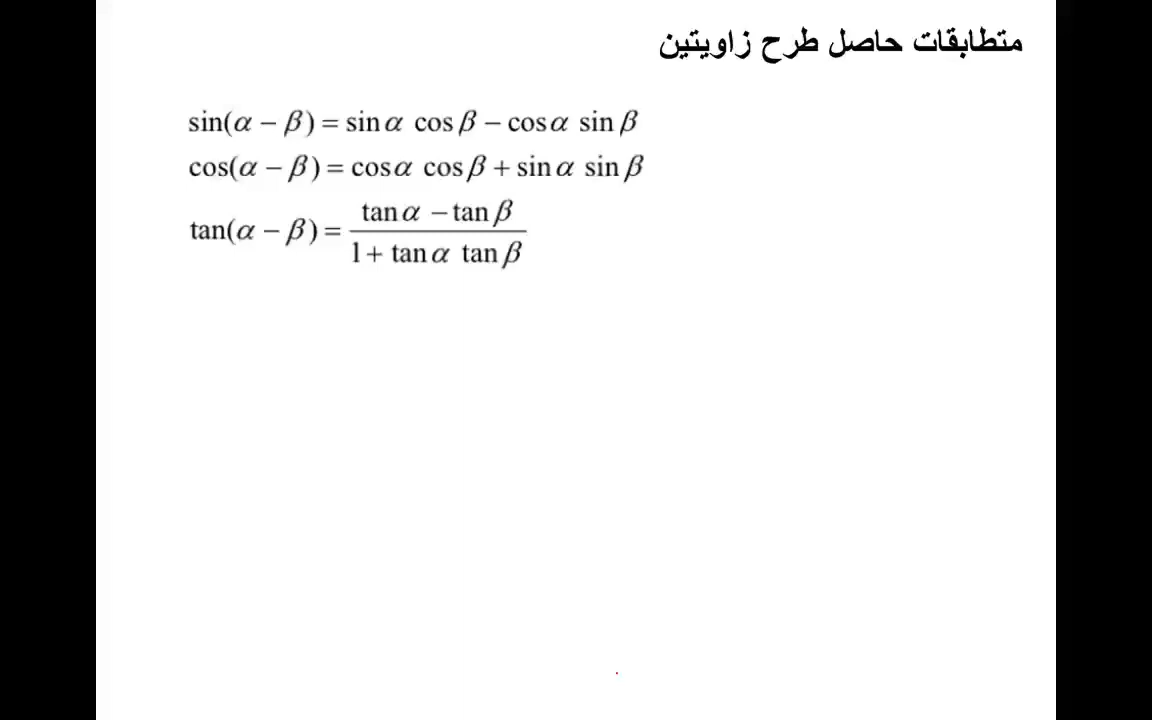 متطابقات حاصل طرح زاويتين
sin(α − β) = sin α cos β − cos α sin β
cos(α − β) = cos α cos β + sin α sin β
tan(α − β) = (tan α − tan β) / (1 + tan α tan β)